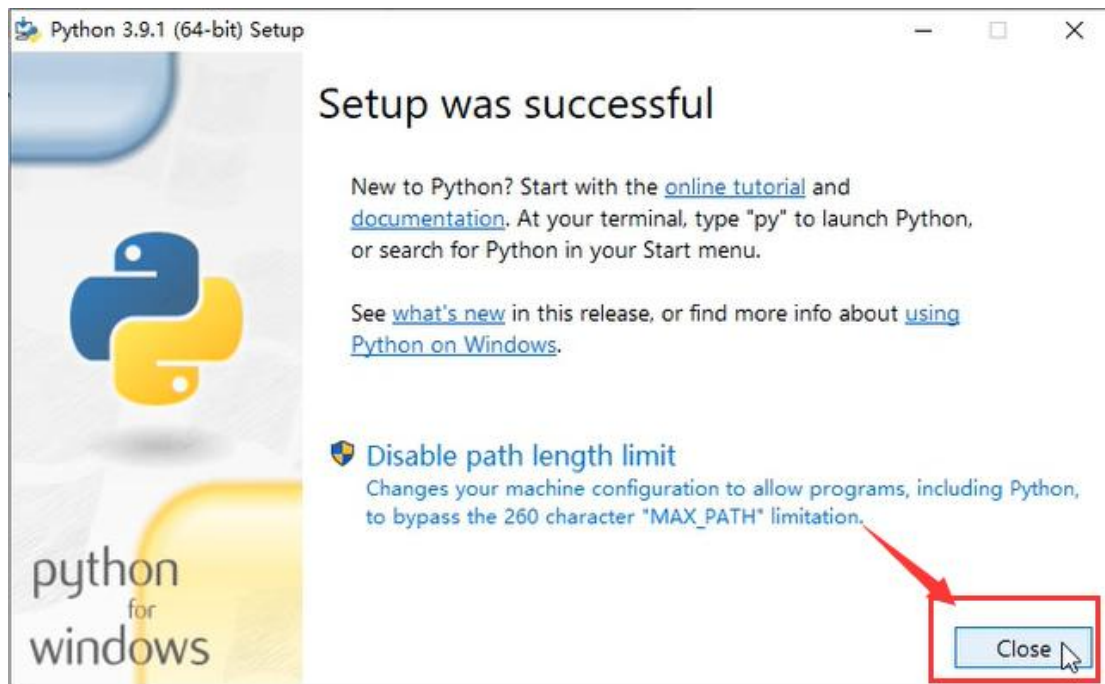 Python 3.9.1 (64-bit) Setup
Setup was successful
New to Python? Start with the online tutorial and
documentation. At your terminal, type "py" to launch Python,
or search for Python in your Start menu.
See what's new in this release, or find more info about using
Python on Windows.
Disable path length limit
Changes your machine configuration to allow programs, including Python,
to bypass the 260 character "MAX_PATH" limitation.
python
for
windows
Close